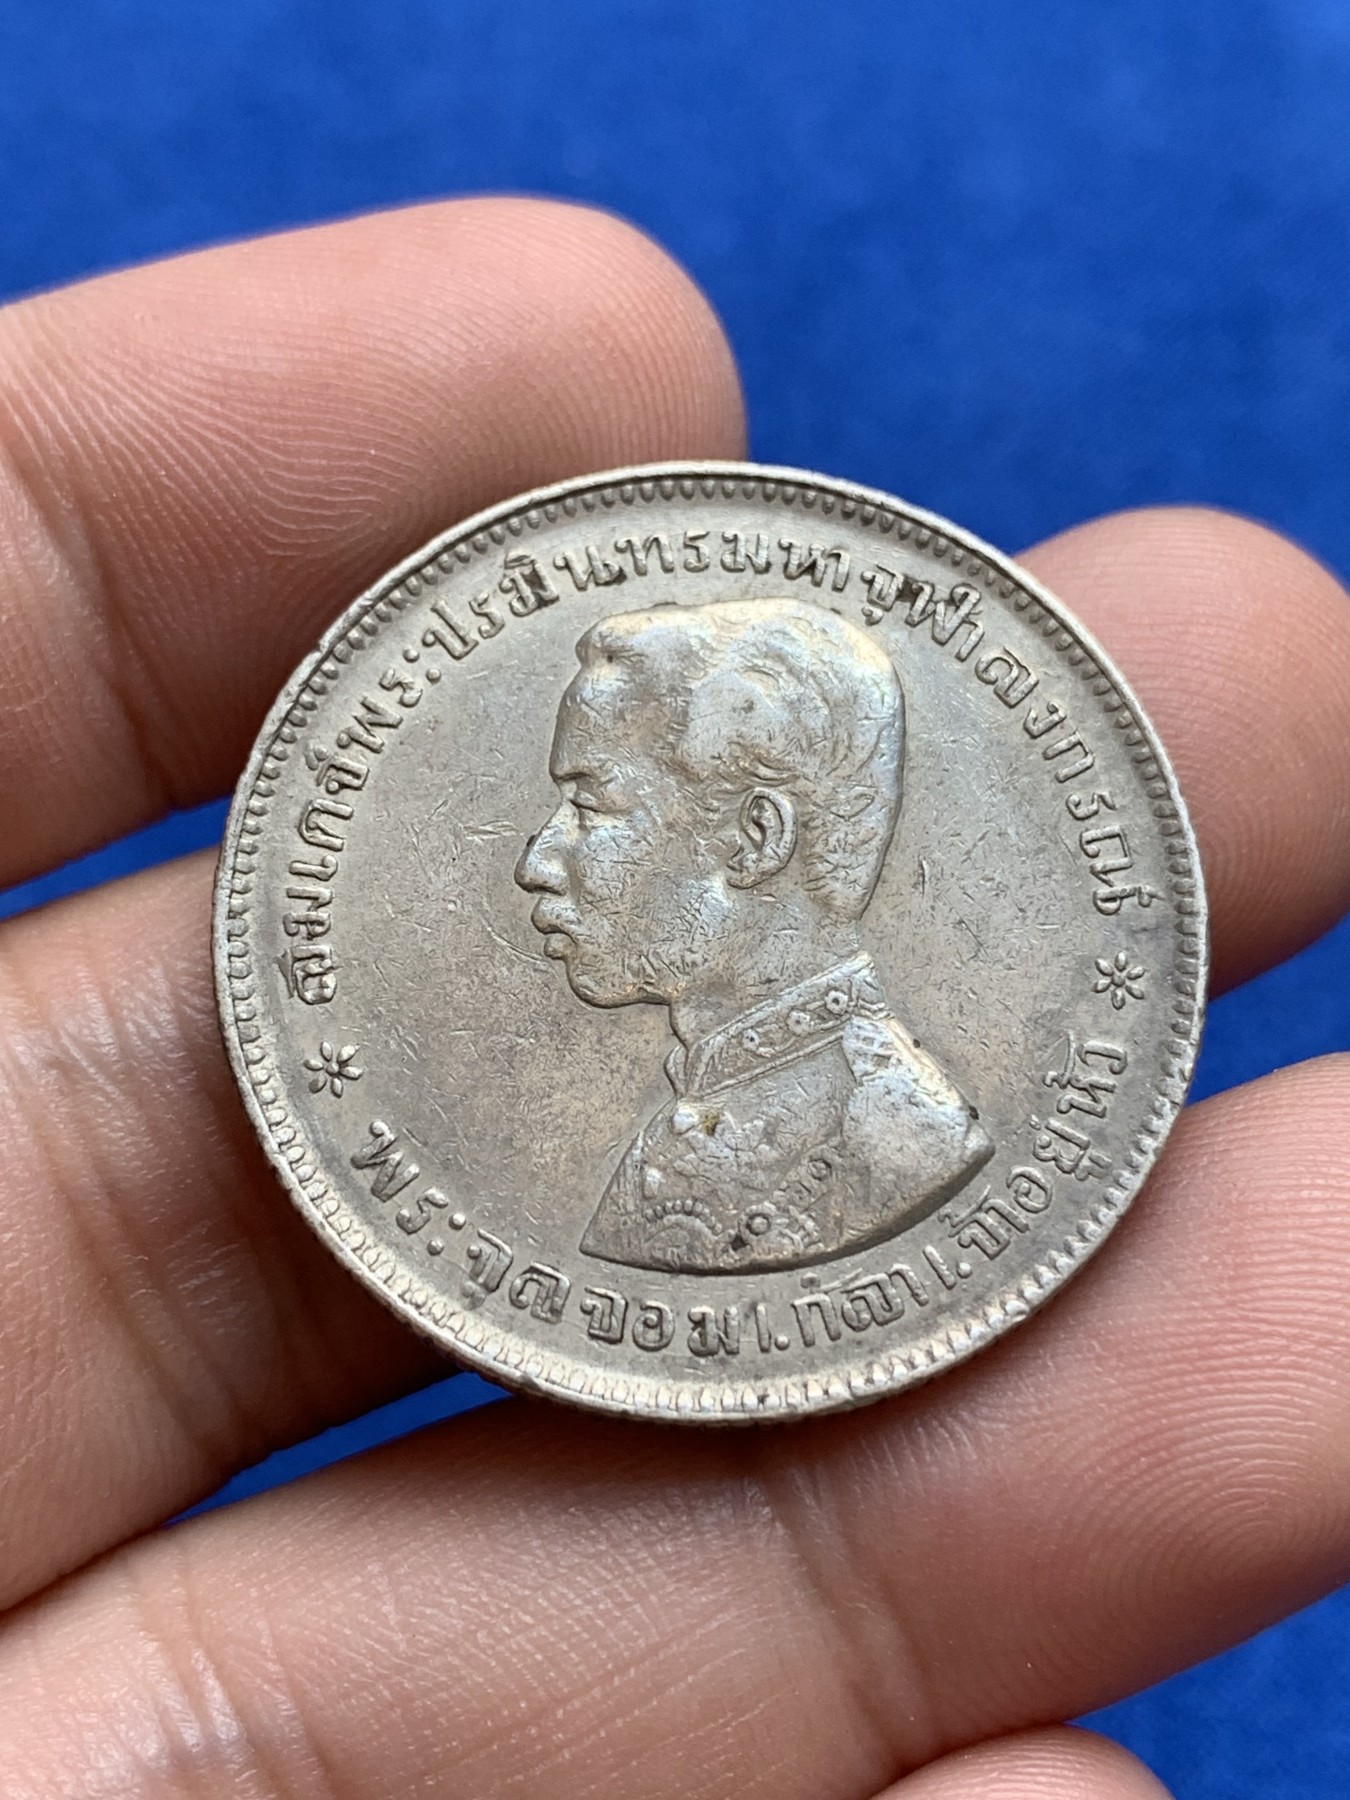 สมเดจ์พระปรมินทรมหาจุฬาลงกรณ์
พระจุลจอมเกล้าเจ้าอยู่หัว